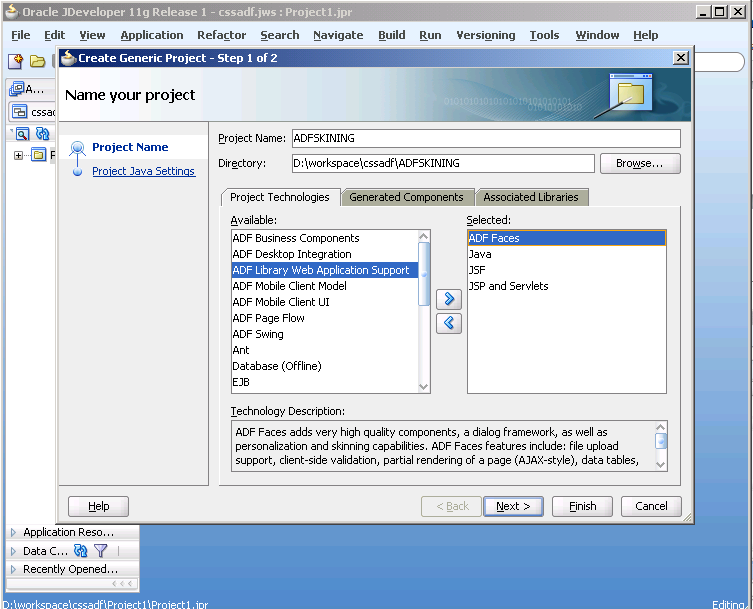 Oracle JDeveloper 11g Release 1 - cssadf.jws : Project1.jpr
File Edit View Application Refactor Search Navigate Build Run Versioning Tools Window Help
Create Generic Project - Step 1 of 2
Name your project
A...
cssad
Project Name
Project Java Settings
Project Name: ADFSKINING
Directory: D:\workspace\cssadf\ADFSKINING Browse...
Project Technologies Generated Components Associated Libraries
Available: Selected:
ADF Business Components ADF Faces
ADF Desktop Integration Java
ADF Library Web Application Support JSF
ADF Mobile Client Model JSP and Servlets
ADF Mobile Client UI
ADF Page Flow
ADF Swing
Ant
Database (Offline)
EJB
Technology Description:
ADF Faces adds very high quality components, a dialog framework, as well as
personalization and skinning capabilities. ADF Faces features include: file upload
support, client-side validation, partial rendering of a page (AJAX-style), data tables,
Help < Back Next > Finish Cancel
Application Reso...
Data C...
Recently Opened...
D:\workspace\cssadf\Project1\Project1.jpr Editing